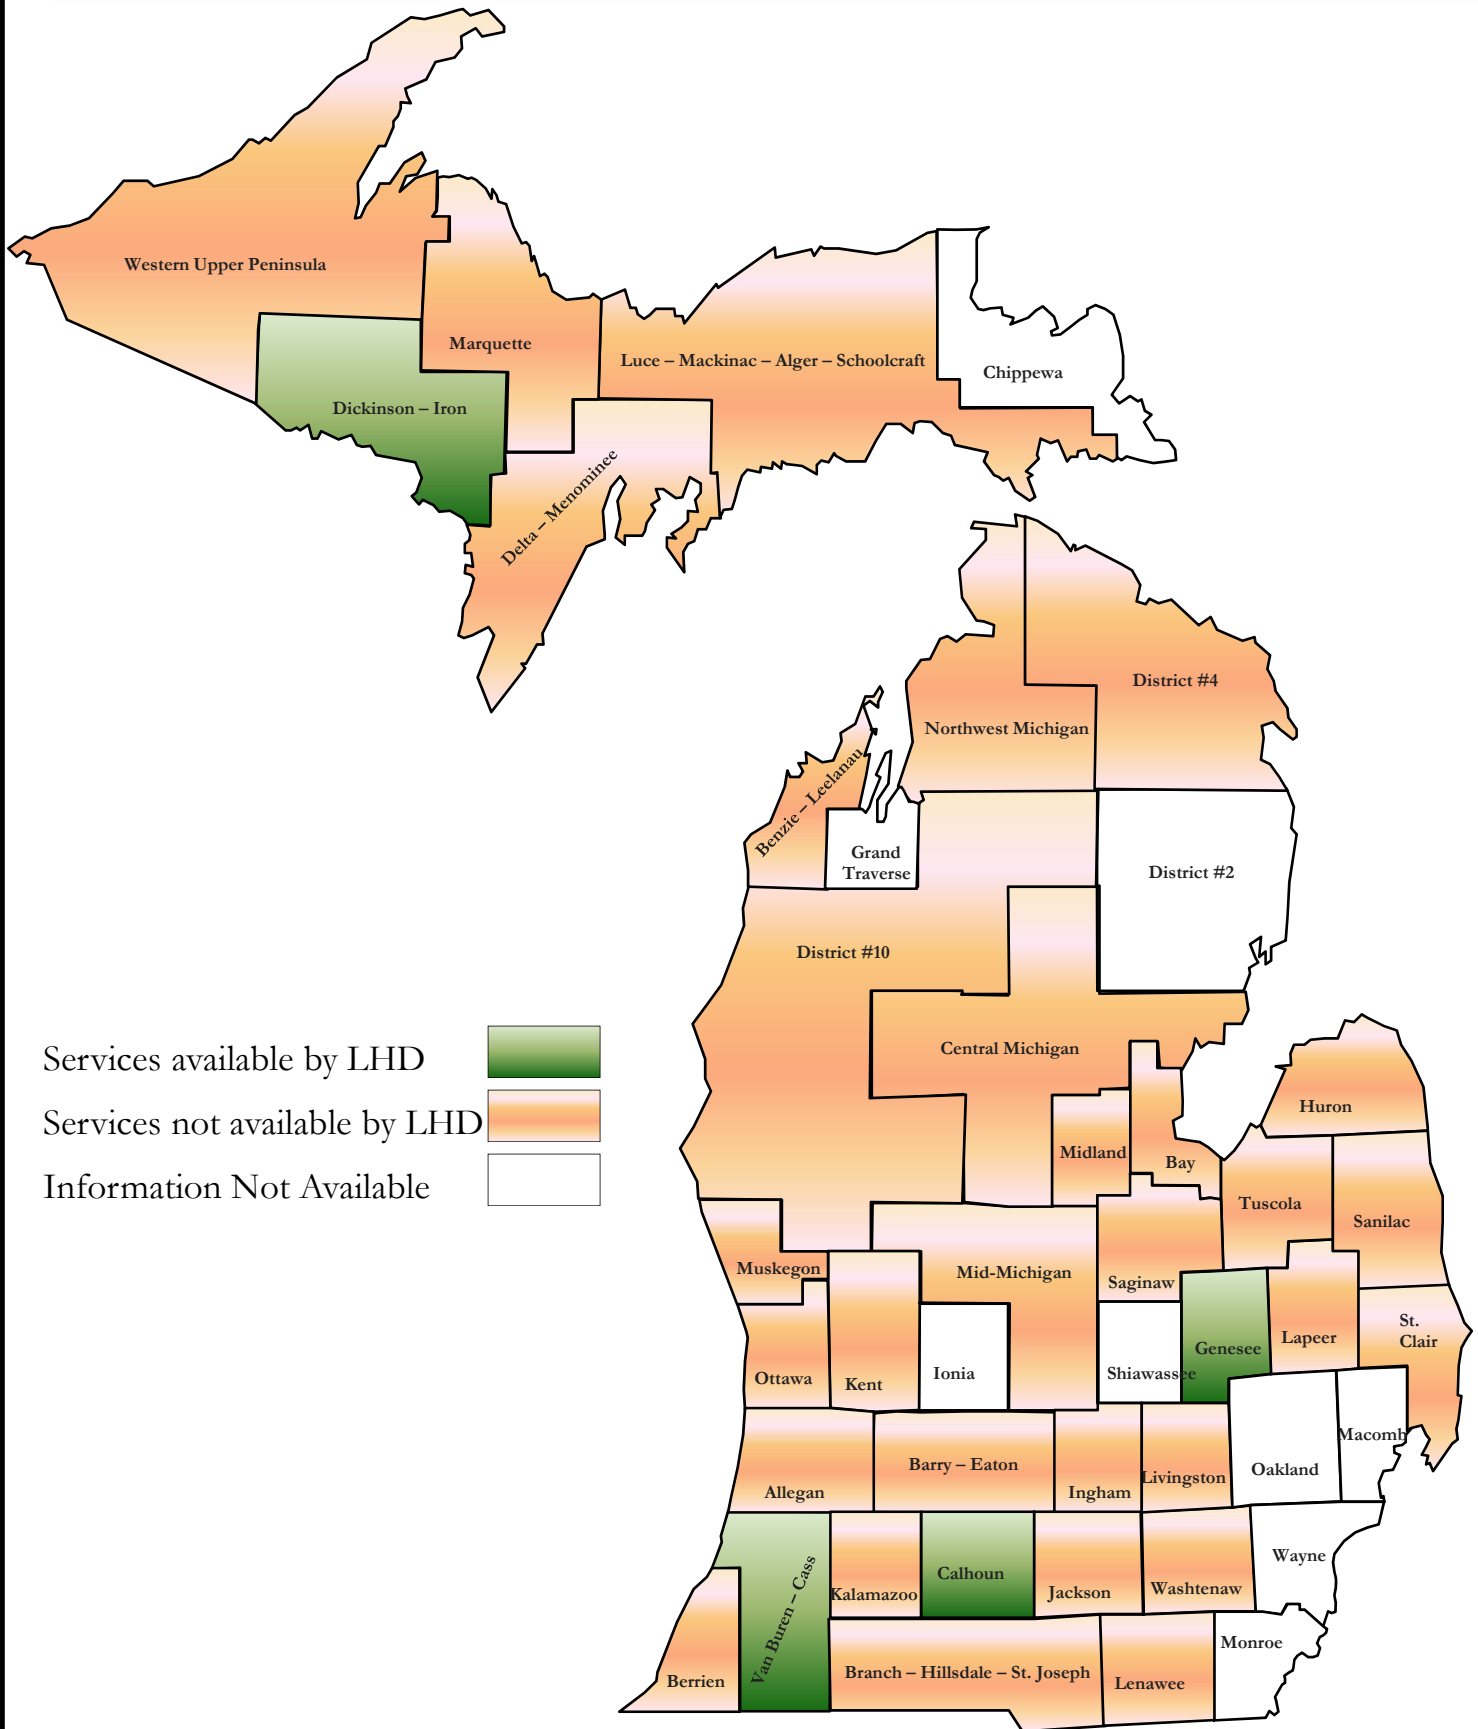 Western Upper Peninsula
Marquette
Luce – Mackinac – Alger – Schoolcraft
Chippewa
Dickinson – Iron
Delta – Menominee
District #4
Northwest Michigan
Benzie – Leelanau
Grand
Traverse
District #2
District #10
Central Michigan
Services available by LHD
Services not available by LHD
Information Not Available
Huron
Midland
Bay
Tuscola
Sanilac
Muskegon
Mid-Michigan
Saginaw
St.
Clair
Lapeer
Genesee
Ottawa
Kent
Ionia
Shiawassee
Macomb
Barry – Eaton
Oakland
Livingston
Allegan
Ingham
Wayne
Calhoun
Van Buren – Cass
Kalamazoo
Jackson
Washtenaw
Monroe
Branch – Hillsdale – St. Joseph
Berrien
Lenawee